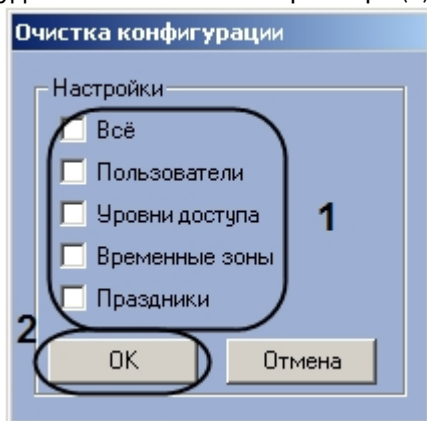 Очистка конфигурации
Настройки
Всё
Пользователи
Уровни доступа
1
Временные зоны
Праздники
2
OK
Отмена